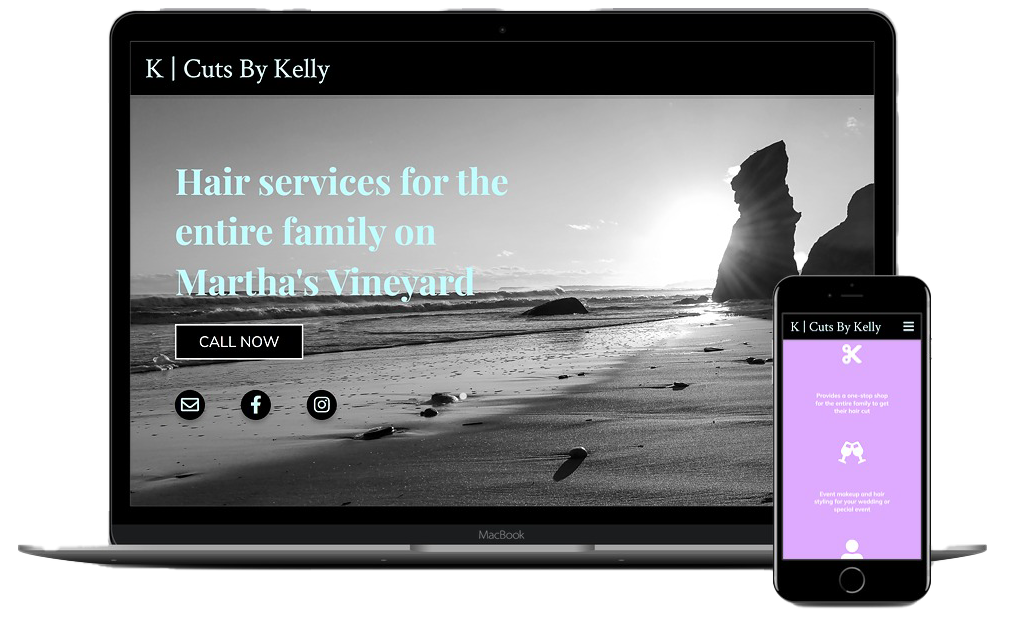 K | Cuts By Kelly
Hair services for the
entire family on
Martha's Vineyard
CALL NOW
MacBook
K | Cuts By Kelly
Provides a one-stop shop
for the entire family to get
their hair cut
Event makeup and hair
styling for your wedding or
special event